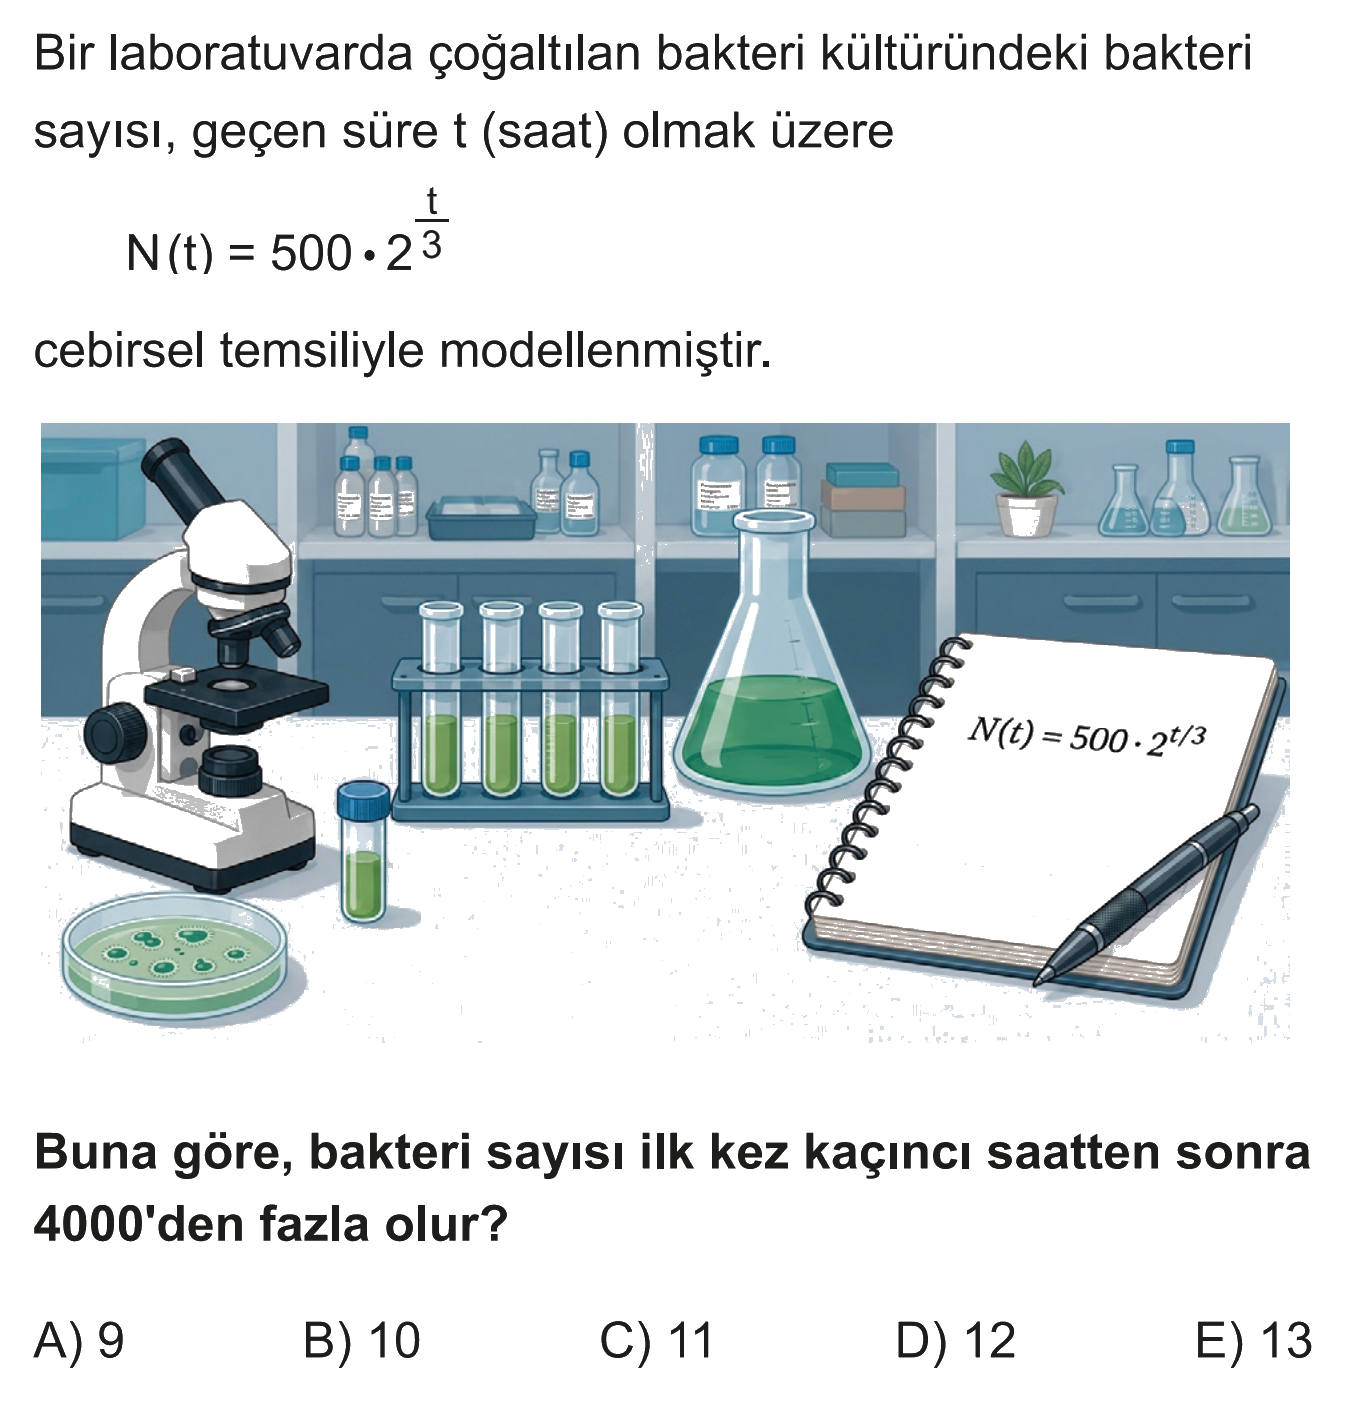 Bir laboratuvarda çoğaltılan bakteri kültüründeki bakteri
sayısı, geçen süre t (saat) olmak üzere
N(t) = 500 • 2^(t/3)
cebirsel temsiliyle modellenmiştir.
N(t) = 500 · 2^(t/3)
Buna göre, bakteri sayısı ilk kez kaçıncı saatten sonra
4000'den fazla olur?
A) 9 B) 10 C) 11 D) 12 E) 13